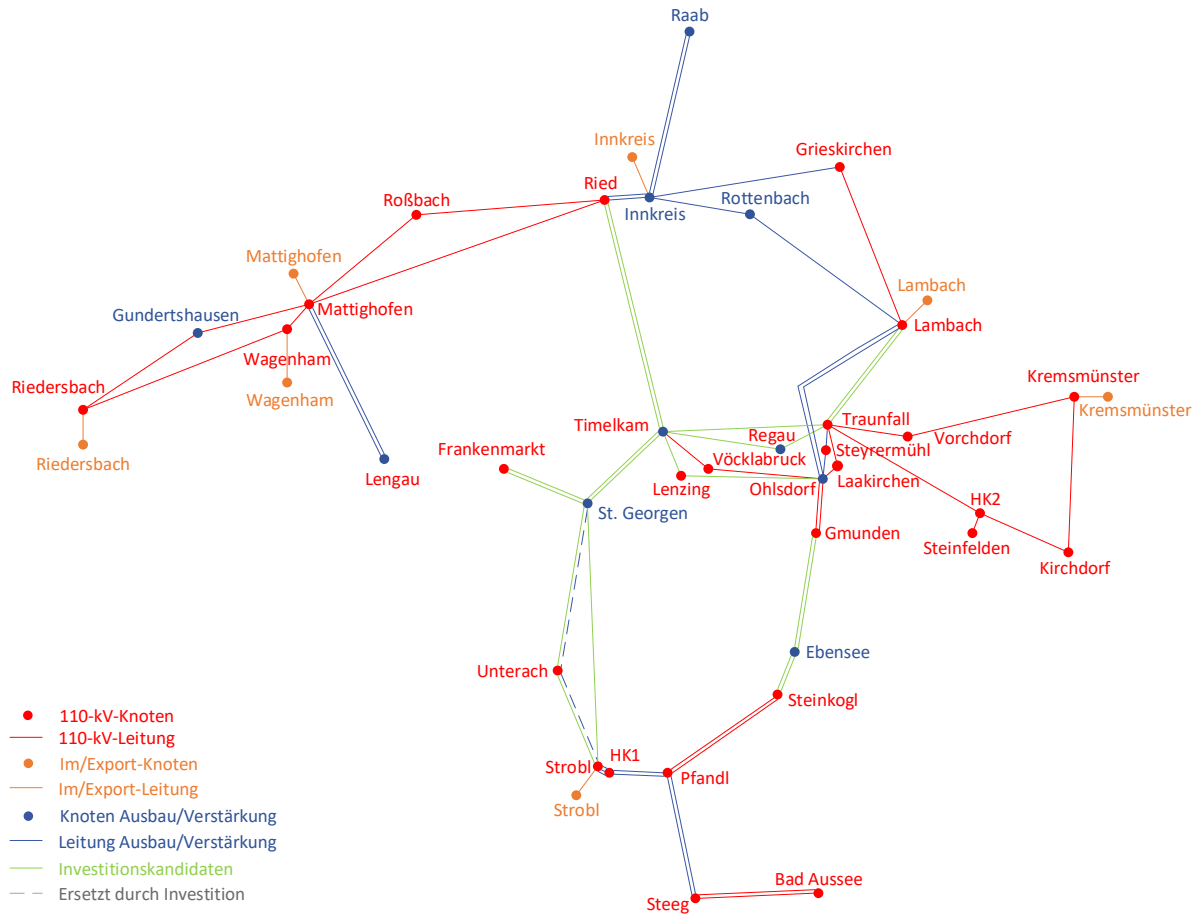 Raab
Innkreis
Grieskirchen
Ried
Roßbach
Innkreis
Rottenbach
Mattighofen
Lambach
Gundertshausen
Mattighofen
Lambach
Wagenham
Riedersbach
Kremsmünster
Wagenham
Kremsmünster
Traunfall
Timelkam
Regau
Vorchdorf
Frankenmarkt
Steyrermühl
Riedersbach
Vöcklabruck
Lengau
Lenzing
Ohlsdorf
Laakirchen
HK2
St. Georgen
Gmunden
Steinfelden
Kirchdorf
Ebensee
Unterach
Steinkogl
110-kV-Knoten
110-kV-Leitung
HK1
Im/Export-Knoten
Strobl
Pfandl
Im/Export-Leitung
Strobl
Knoten Ausbau/Verstärkung
Leitung Ausbau/Verstärkung
Investitionskandidaten
Bad Aussee
Ersetzt durch Investition
Steeg